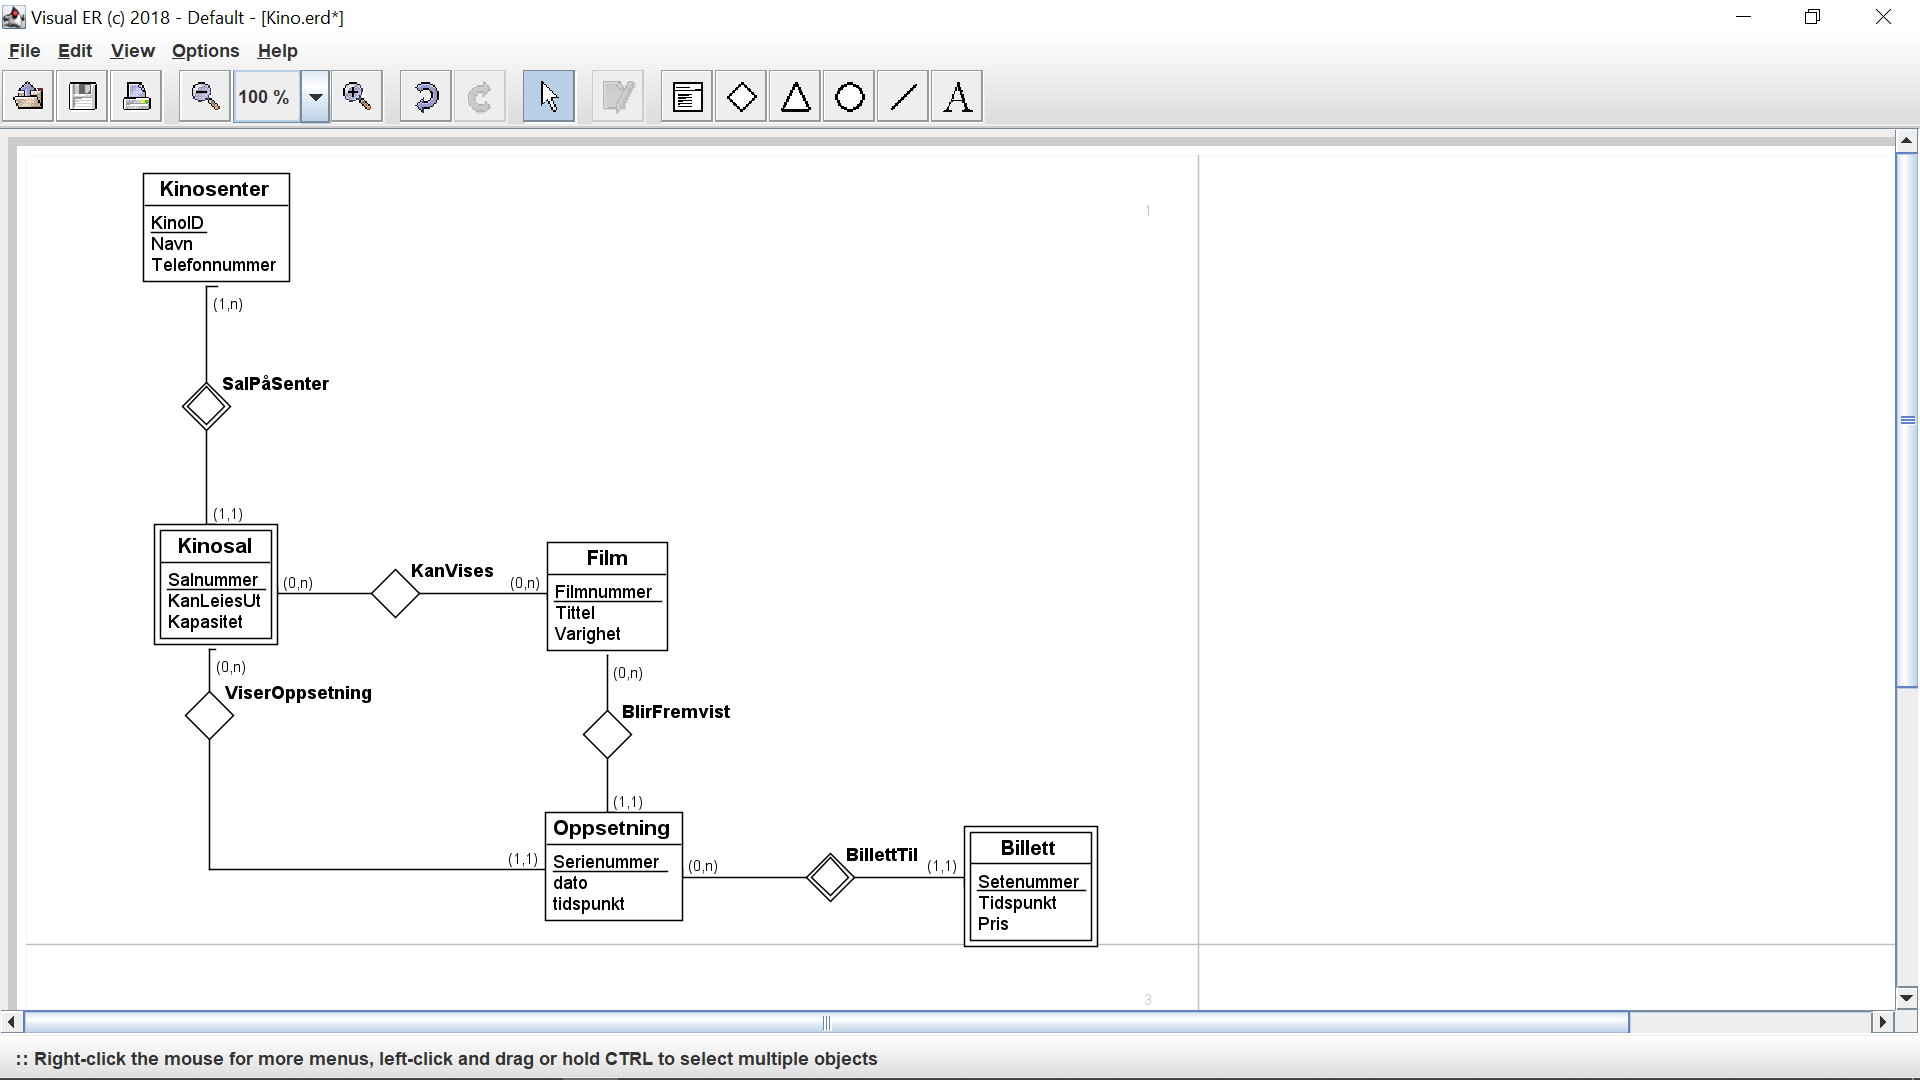 Visual ER (c) 2018 - Default - [Kino.erd*]
File Edit View Options Help
100 %
A
1
Kinosenter
KinoID
Navn
Telefonnummer
(1,n)
SalPåSenter
(1,1)
Kinosal
Salnummer
KanLeiesUt
Kapasitet
(0,n)
KanVises
(0,n)
Film
Filmnummer
Tittel
Varighet
(0,n)
ViserOppsetning
(0,n)
BlirFremvist
(1,1)
(1,1)
Oppsetning
Serienummer
dato
tidspunkt
(0,n)
BillettTil
(1,1)
Billett
Setenummer
Tidspunkt
Pris
3
:: Right-click the mouse for more menus, left-click and drag or hold CTRL to select multiple objects